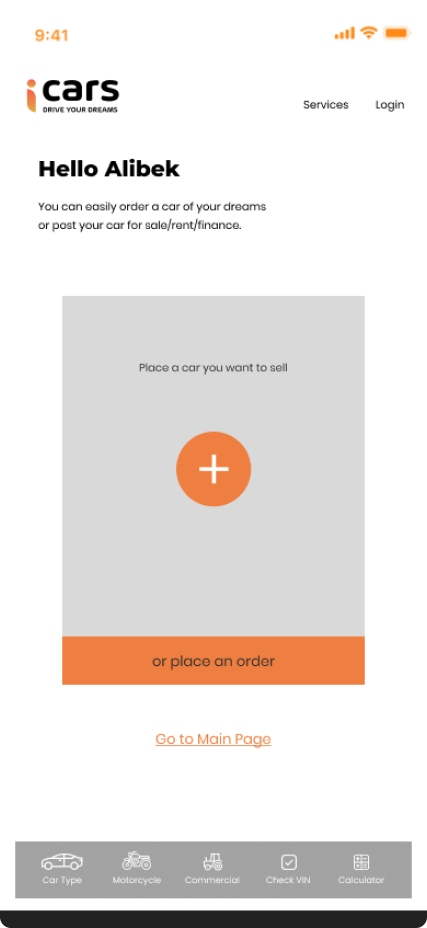 9:41
i cars
DRIVE YOUR DREAMS
Services
Login
Hello Alibek
You can easily order a car of your dreams
or post your car for sale/rent/finance.
Place a car you want to sell
or place an order
Go to Main Page
Car Type
Motorcycle
Commercial
Check VIN
Calculator